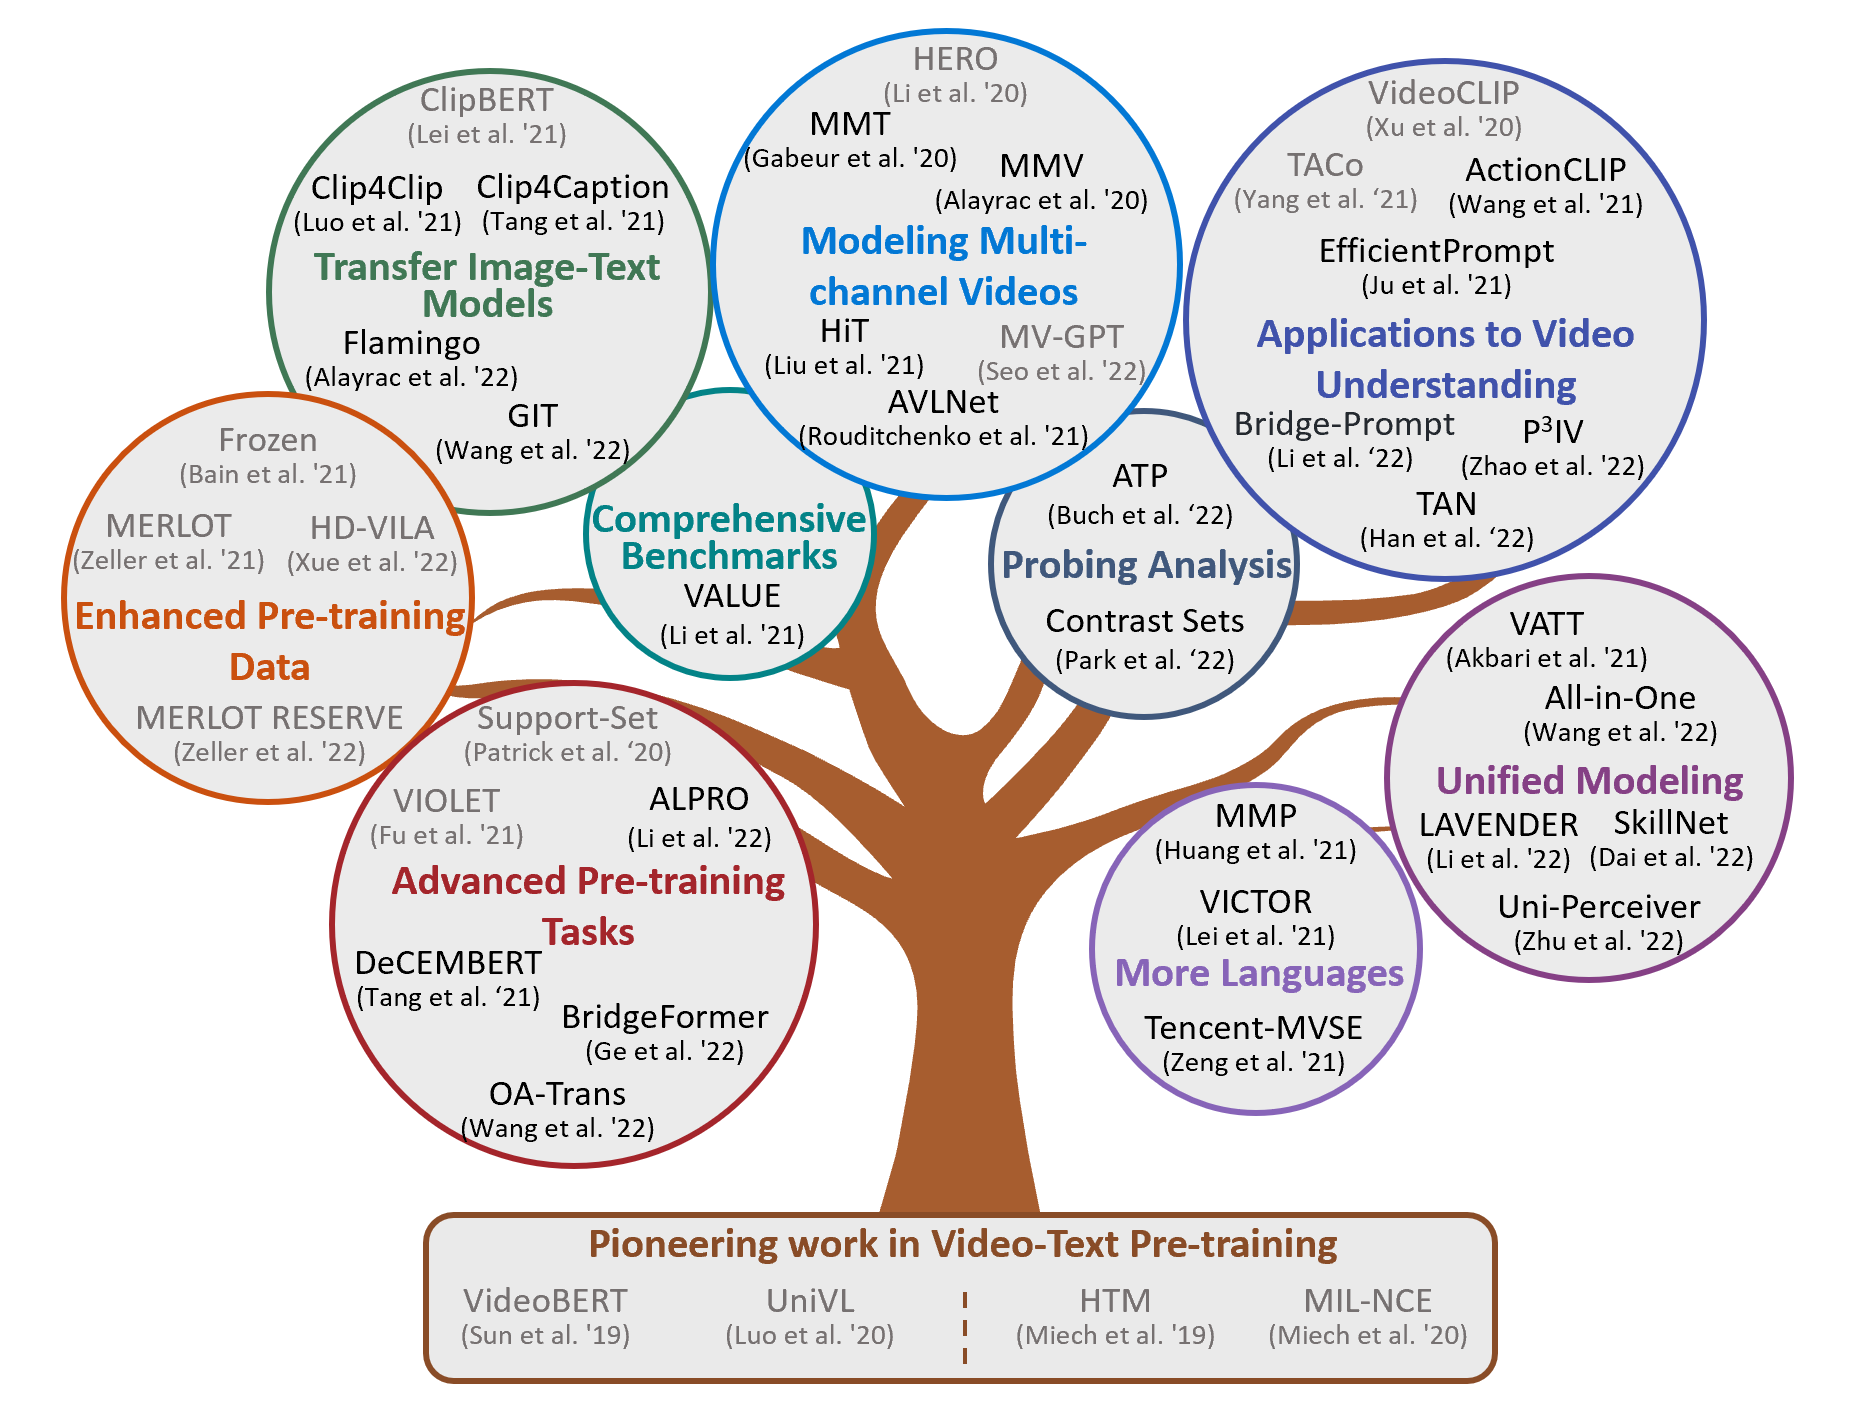 ClipBERT
(Lei et al. '21)
Clip4Clip
(Luo et al. '21)
Clip4Caption
(Tang et al. '21)
Transfer Image-Text
Models
Flamingo
(Alayrac et al. '22)
GIT
(Wang et al. '22)
HERO
(Li et al. '20)
MMT
(Gabeur et al. '20)
MMV
(Alayrac et al. '20)
Modeling Multi-
channel Videos
HiT
(Liu et al. '21)
MV-GPT
(Seo et al. '22)
AVLNet
(Rouditchenko et al. '21)
VideoCLIP
(Xu et al. '20)
TACo
(Yang et al. ‘21)
ActionCLIP
(Wang et al. '21)
EfficientPrompt
(Ju et al. '21)
Applications to Video
Understanding
Bridge-Prompt
(Li et al. ‘22)
P³IV
(Zhao et al. '22)
TAN
(Han et al. ‘22)
Frozen
(Bain et al. '21)
MERLOT
(Zeller et al. '21)
HD-VILA
(Xue et al. '22)
Enhanced Pre-training
Data
MERLOT RESERVE
(Zeller et al. '22)
Comprehensive
Benchmarks
VALUE
(Li et al. '21)
ATP
(Buch et al. ‘22)
Probing Analysis
Contrast Sets
(Park et al. ‘22)
VATT
(Akbari et al. '21)
All-in-One
(Wang et al. '22)
Unified Modeling
LAVENDER
(Li et al. '22)
SkillNet
(Dai et al. '22)
Uni-Perceiver
(Zhu et al. '22)
Support-Set
(Patrick et al. ‘20)
VIOLET
(Fu et al. '21)
ALPRO
(Li et al. '22)
Advanced Pre-training
Tasks
DeCEMBERT
(Tang et al. ‘21)
BridgeFormer
(Ge et al. '22)
OA-Trans
(Wang et al. '22)
MMP
(Huang et al. '21)
VICTOR
(Lei et al. '21)
More Languages
Tencent-MVSE
(Zeng et al. '21)
Pioneering work in Video-Text Pre-training
VideoBERT
(Sun et al. '19)
UniVL
(Luo et al. '20)
HTM
(Miech et al. '19)
MIL-NCE
(Miech et al. '20)